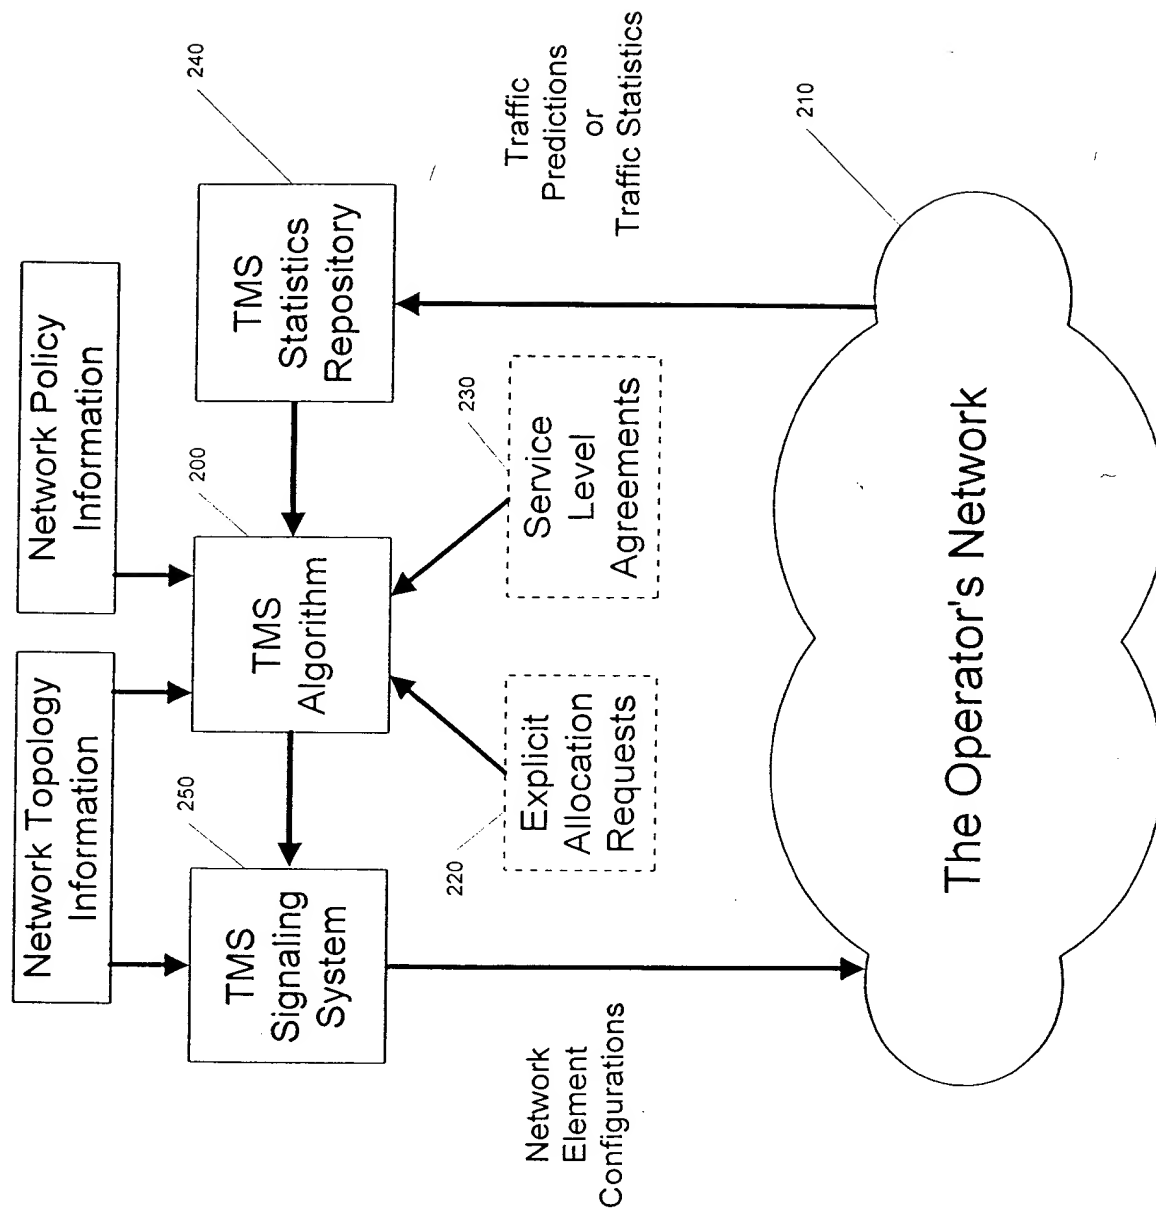 Network Topology
Information
Network Policy
Information
250
TMS
Signaling
System
200
TMS
Algorithm
240
TMS
Statistics
Repository
220
Explicit
Allocation
Requests
230
Service
Level
Agreements
Network
Element
Configurations
Traffic
Predictions
or
Traffic Statistics
210
The Operator's Network